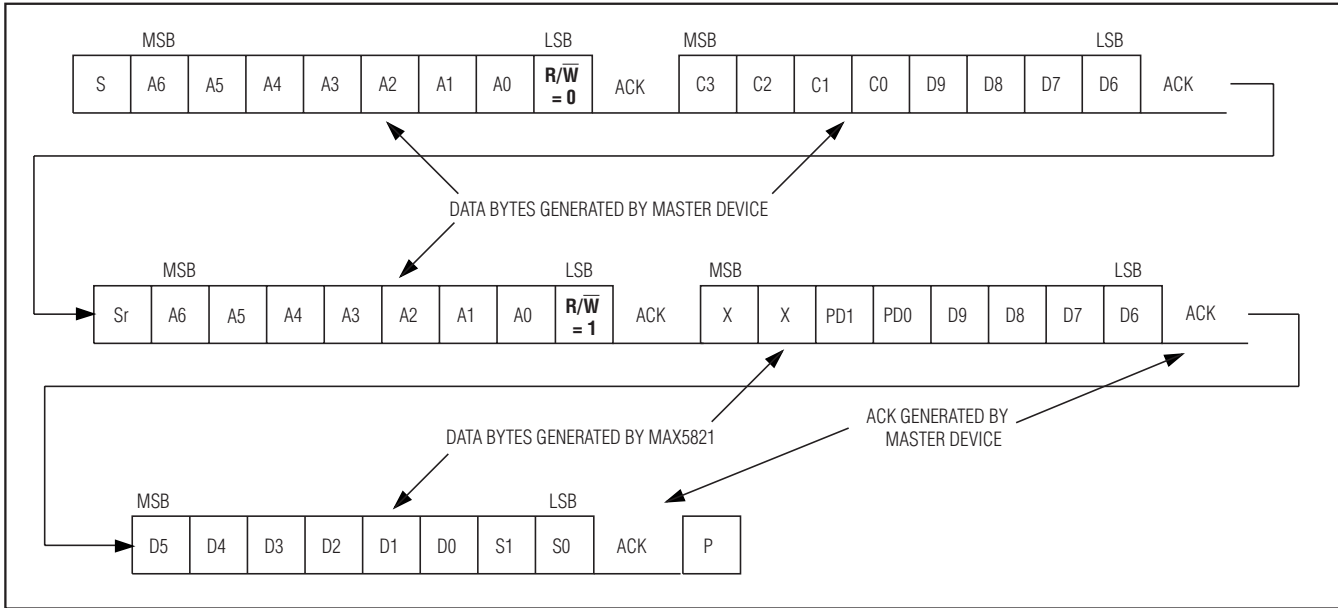 MSB LSB MSB LSB
S A6 A5 A4 A3 A2 A1 A0 R/W̅ = 0 ACK C3 C2 C1 C0 D9 D8 D7 D6 ACK
DATA BYTES GENERATED BY MASTER DEVICE
MSB LSB MSB LSB
Sr A6 A5 A4 A3 A2 A1 A0 R/W̅ = 1 ACK X X PD1 PD0 D9 D8 D7 D6 ACK
DATA BYTES GENERATED BY MAX5821
ACK GENERATED BY
MASTER DEVICE
MSB LSB
D5 D4 D3 D2 D1 D0 S1 S0 ACK P